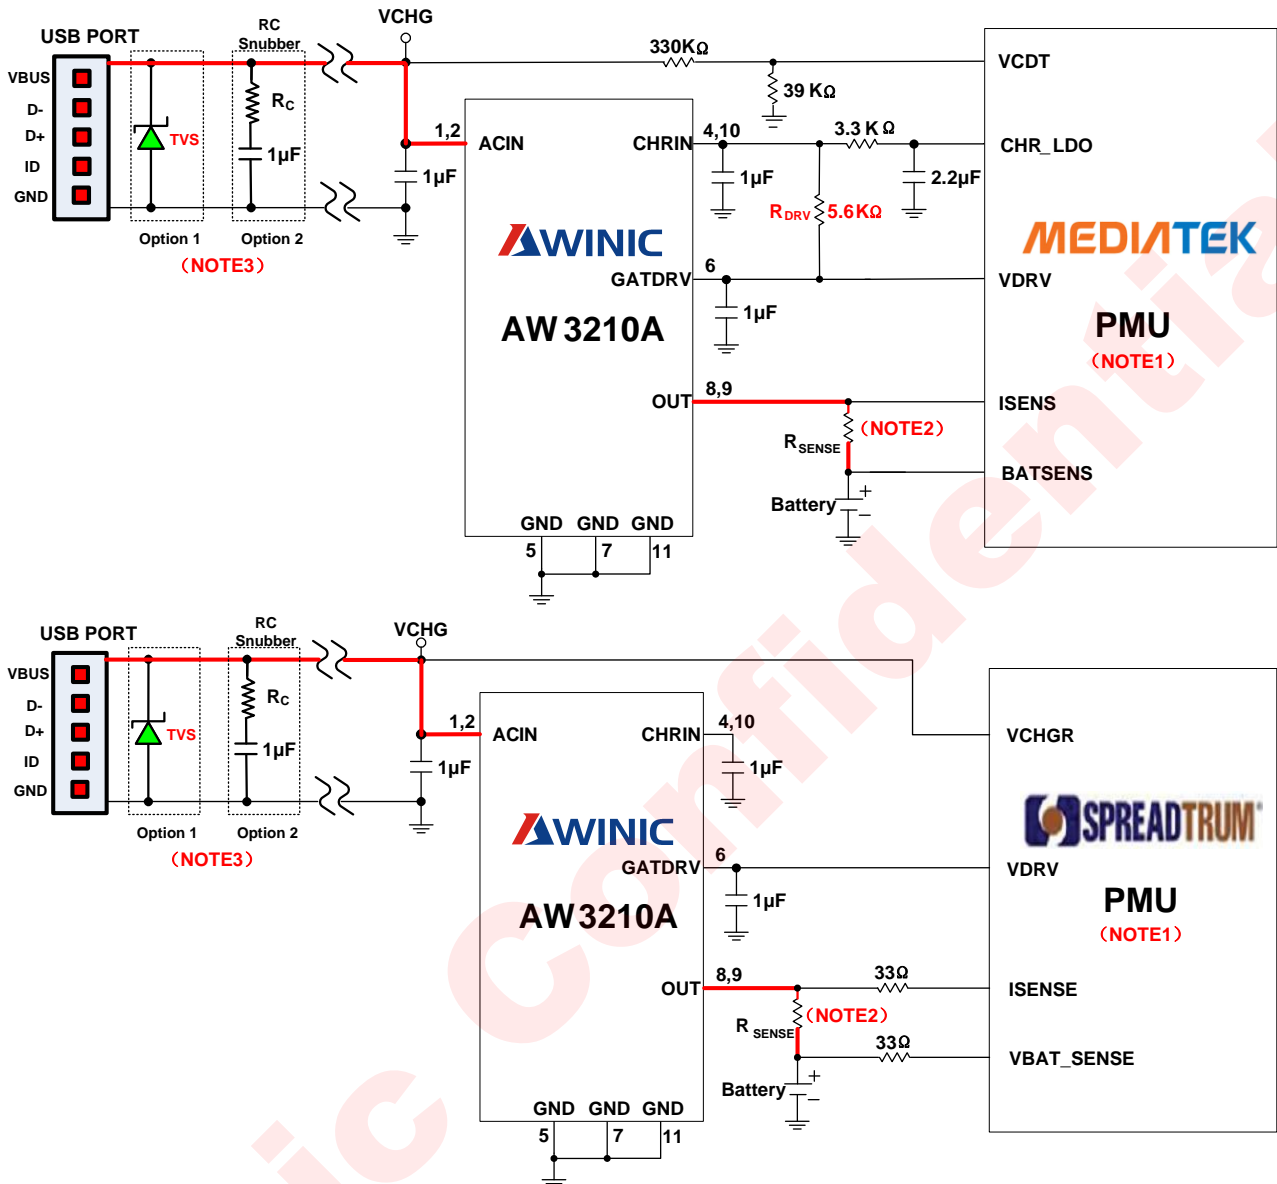 USB PORT
VBUS
D-
D+
ID
GND
TVS
Option 1
RC
Snubber
RC
1µF
Option 2
(NOTE3)
VCHG
1µF
1,2
ACIN
AWINIC
AW3210A
CHRIN
GATDRV
OUT
GND GND GND
5 7 11
4,10
1µF
6
1µF
8,9
330KΩ
39 KΩ
3.3 KΩ
2.2µF
RDRV 5.6KΩ
RSENSE
(NOTE2)
Battery
+
−
VCDT
CHR_LDO
MEDIATEK
VDRV
PMU
(NOTE1)
ISENS
BATSENS
USB PORT
VBUS
D-
D+
ID
GND
TVS
Option 1
RC
Snubber
RC
1µF
Option 2
(NOTE3)
VCHG
1µF
1,2
ACIN
AWINIC
AW3210A
CHRIN
GATDRV
OUT
GND GND GND
5 7 11
4,10
1µF
6
1µF
8,9
33Ω
RSENSE
(NOTE2)
33Ω
Battery
+
−
VCHGR
SPREADTRUM®
VDRV
PMU
(NOTE1)
ISENSE
VBAT_SENSE
ic Confidential